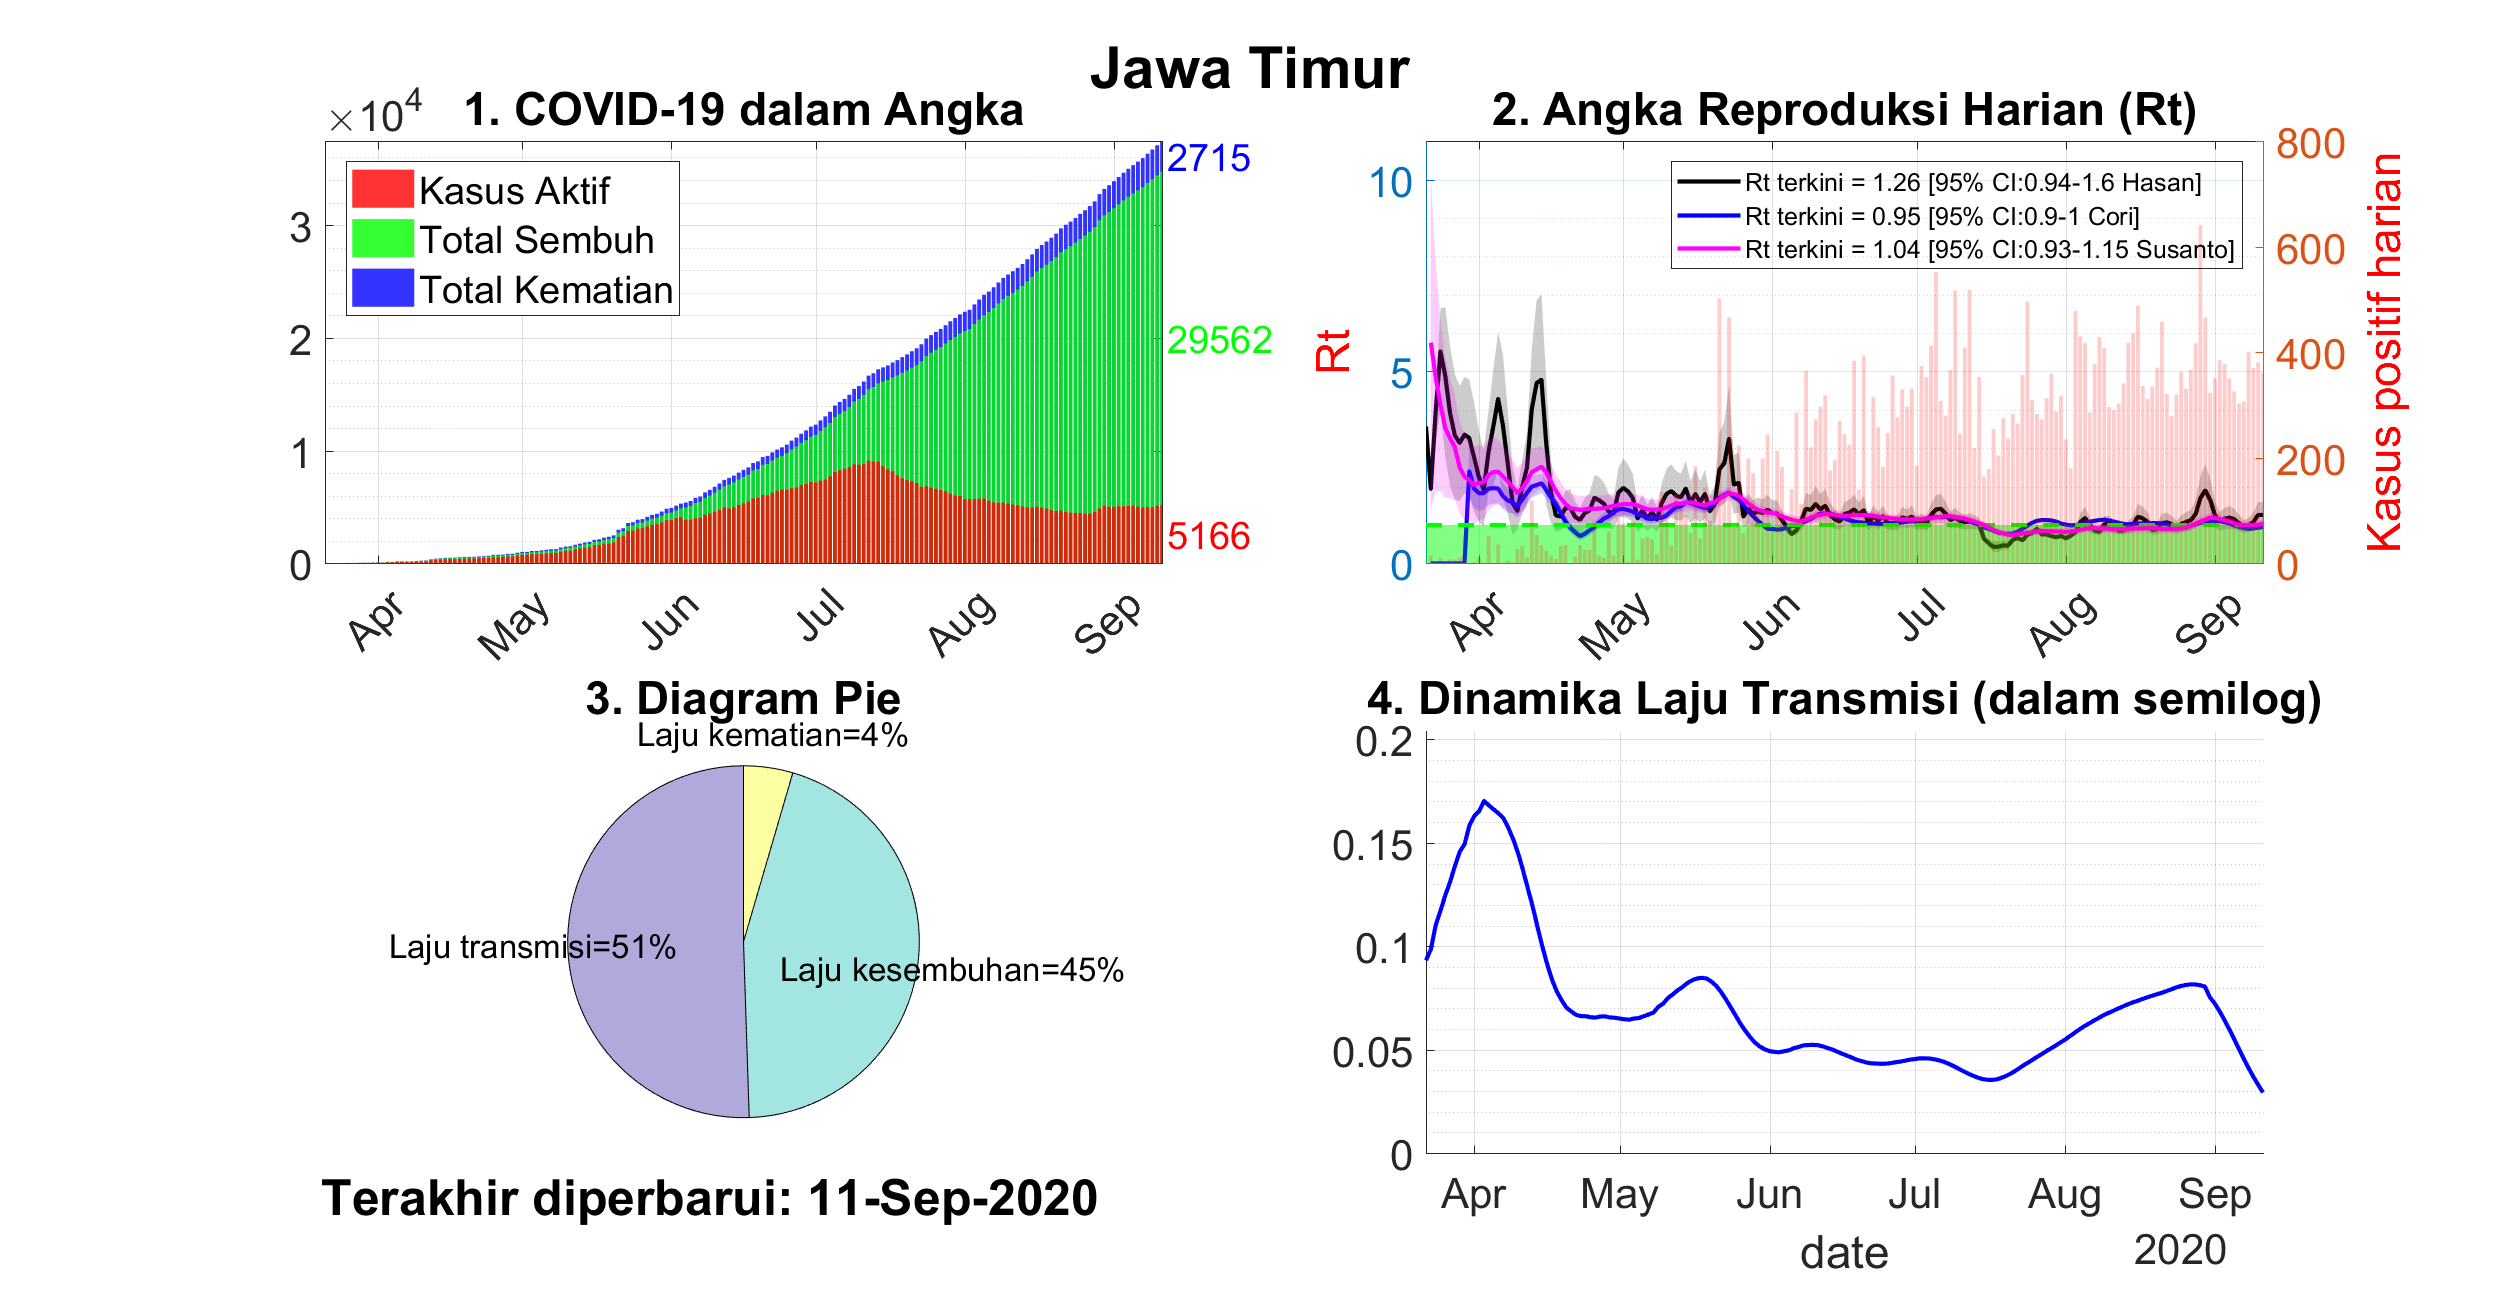 Jawa Timur
1. COVID-19 dalam Angka
×10^4
3
2
1
0
Kasus Aktif
Total Sembuh
Total Kematian
2715
29562
5166
Apr May Jun Jul Aug Sep
2. Angka Reproduksi Harian (Rt)
Rt
10
5
0
Rt terkini = 1.26 [95% CI:0.94-1.6 Hasan]
Rt terkini = 0.95 [95% CI:0.9-1 Cori]
Rt terkini = 1.04 [95% CI:0.93-1.15 Susanto]
800
600
400
200
0
Kasus positif harian
Apr May Jun Jul Aug Sep
3. Diagram Pie
Laju kematian=4%
Laju transmisi=51%
Laju kesembuhan=45%
Terakhir diperbarui: 11-Sep-2020
4. Dinamika Laju Transmisi (dalam semilog)
0.2
0.15
0.1
0.05
0
Apr May Jun Jul Aug Sep
date
2020